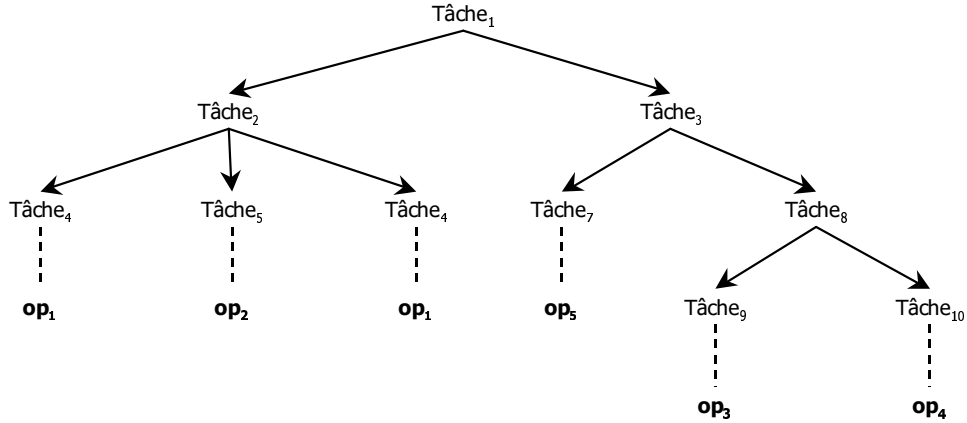 Tâche₁
Tâche₂ Tâche₃
Tâche₄ Tâche₅ Tâche₄ Tâche₇ Tâche₈
op₁ op₂ op₁ op₅ Tâche₉ Tâche₁₀
op₃ op₄